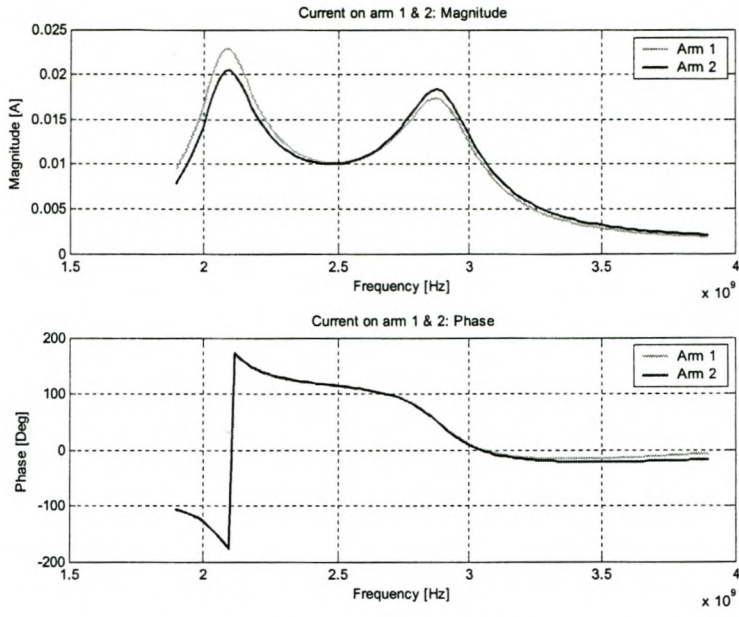 Current on arm 1 & 2: Magnitude
0.025
0.02
0.015
0.01
0.005
0
Magnitude [A]
Arm 1
Arm 2
1.5 2 2.5 3 3.5 4
Frequency [Hz]
x 10^9
Current on arm 1 & 2: Phase
200
100
0
-100
-200
Phase [Deg]
Arm 1
Arm 2
1.5 2 2.5 3 3.5 4
Frequency [Hz]
x 10^9